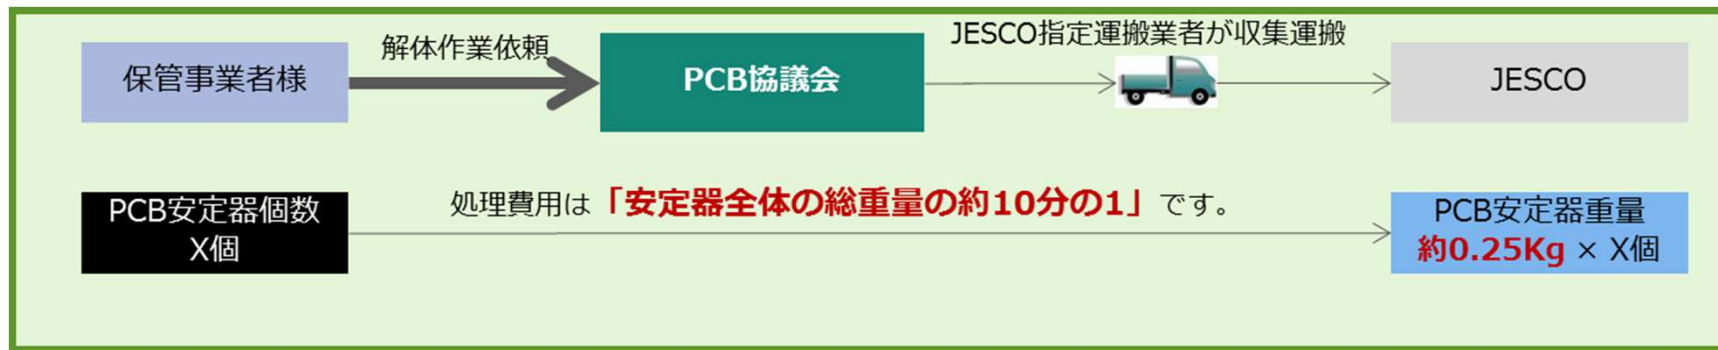 保管事業者様
解体作業依頼
PCB協議会
JESCO指定運搬業者が収集運搬
JESCO
PCB安定器個数
X個
処理費用は「安定器全体の総重量の約10分の1」です。
PCB安定器重量
約0.25Kg × X個